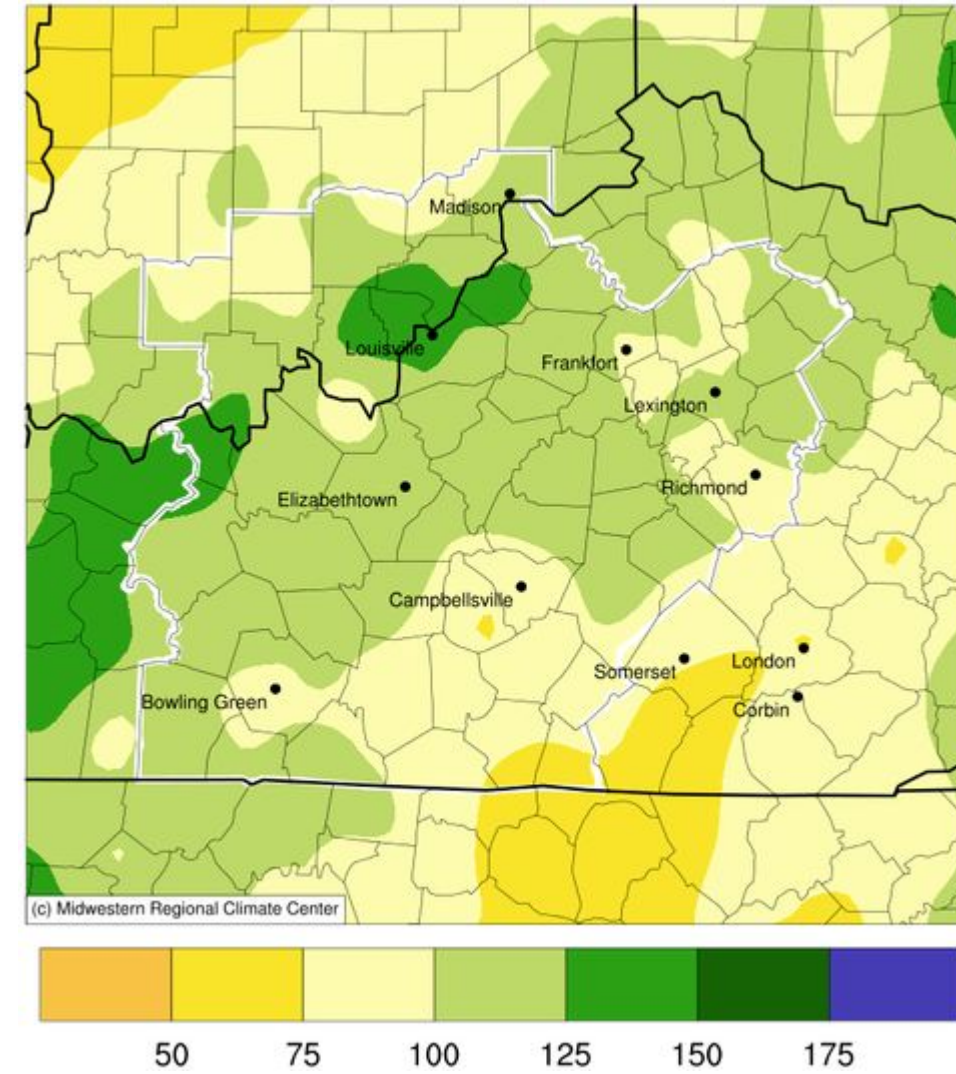 Madison
Louisville
Frankfort
Lexington
Richmond
Elizabethtown
Campbellsville
Somerset
London
Bowling Green
Corbin
(c) Midwestern Regional Climate Center
50 75 100 125 150 175